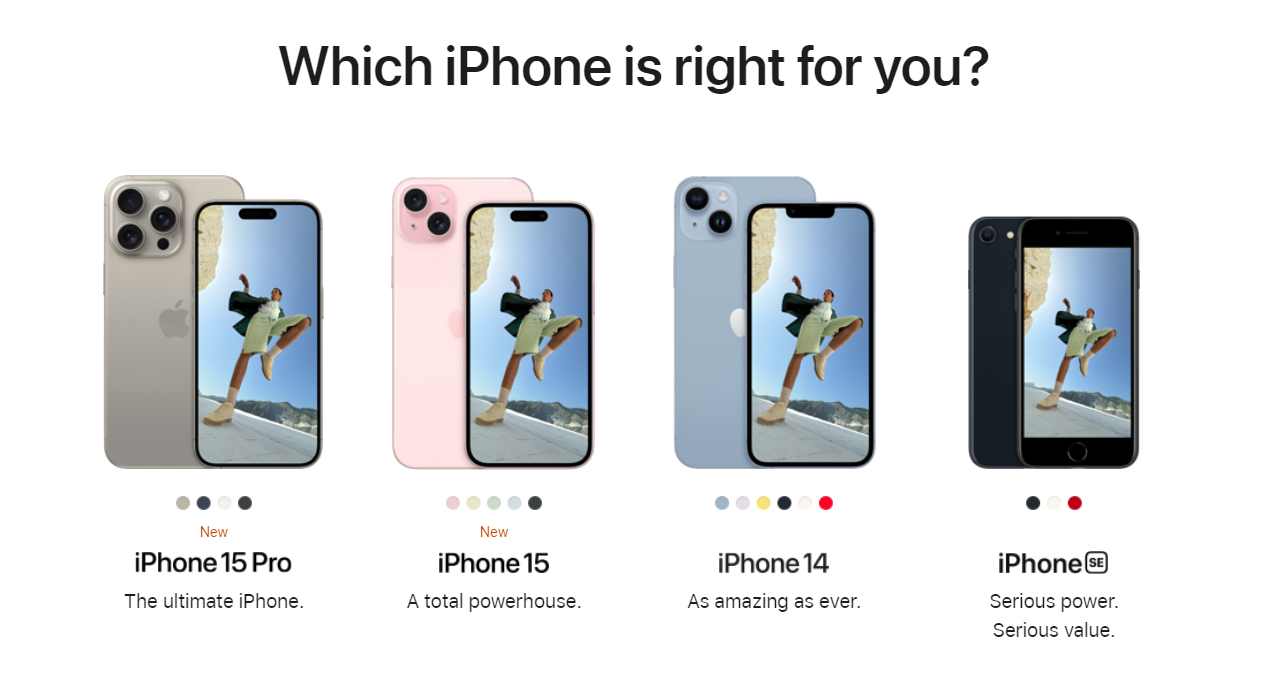 Which iPhone is right for you?
New
iPhone 15 Pro
The ultimate iPhone.
New
iPhone 15
A total powerhouse.
iPhone 14
As amazing as ever.
iPhone SE
Serious power.
Serious value.